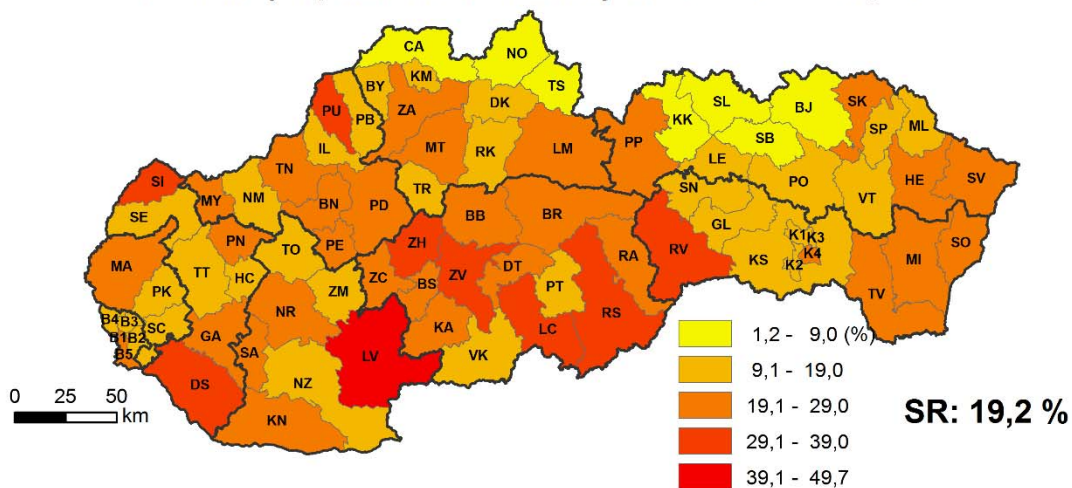 CA
NO
TS
BY
KM
PU
PB
ZA
DK
IL
MT
RK
LM
PP
KK
SL
SB
BJ
SK
SP
ML
LE
PO
VT
HE
SV
SI
MY
NM
TN
BN
PD
TR
BB
BR
SN
GL
SE
MA
PN
PE
TO
ZH
ZV
DT
PT
RA
RV
KS
K1
K3
K4
K2
MI
SO
TV
TT
HC
PK
ZM
ZC
BS
NR
KA
LC
RS
B4
B3
SC
B1
B2
B5
GA
SA
LV
VK
DS
NZ
KN
0 25 50
km
1,2 - 9,0 (%)
9,1 - 19,0
19,1 - 29,0
29,1 - 39,0
39,1 - 49,7
SR: 19,2 %